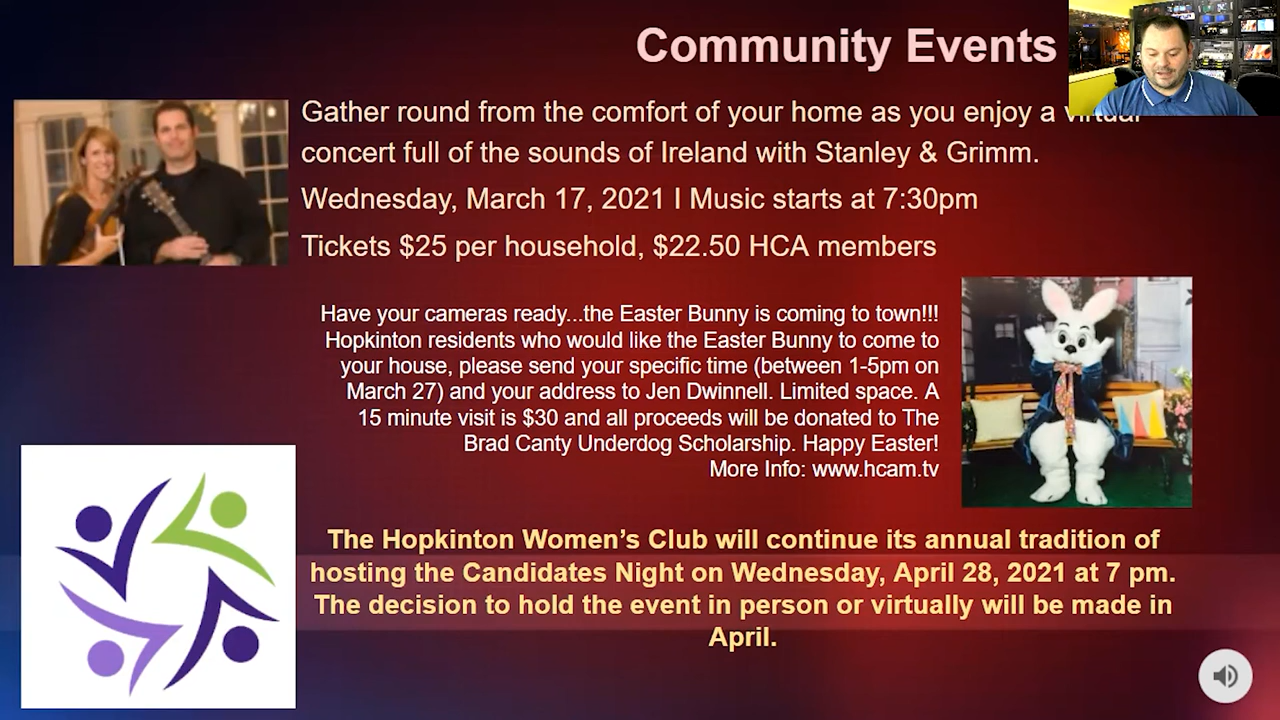 Community Events
Gather round from the comfort of your home as you enjoy a
concert full of the sounds of Ireland with Stanley & Grimm.
Wednesday, March 17, 2021 I Music starts at 7:30pm
Tickets $25 per household, $22.50 HCA members
Have your cameras ready...the Easter Bunny is coming to town!!!
Hopkinton residents who would like the Easter Bunny to come to
your house, please send your specific time (between 1-5pm on
March 27) and your address to Jen Dwinnell. Limited space. A
15 minute visit is $30 and all proceeds will be donated to The
Brad Canty Underdog Scholarship. Happy Easter!
More Info: www.hcam.tv
The Hopkinton Women’s Club will continue its annual tradition of
hosting the Candidates Night on Wednesday, April 28, 2021 at 7 pm.
The decision to hold the event in person or virtually will be made in
April.